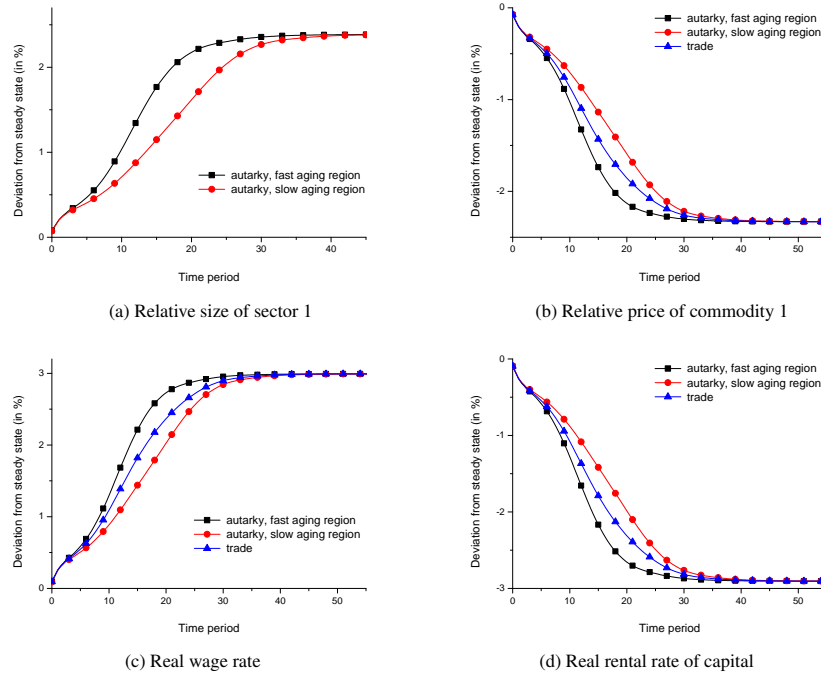 Deviation from steady state (in %)
2
1
0
0
10
20
30
40
autarky, fast aging region
autarky, slow aging region
Time period
(a) Relative size of sector 1
Deviation from steady state (in %)
0
-1
-2
0
10
20
30
40
50
autarky, fast aging region
autarky, slow aging region
trade
Time period
(b) Relative price of commodity 1
Deviation from steady state (in %)
3
2
1
0
0
10
20
30
40
50
autarky, fast aging region
autarky, slow aging region
trade
Time period
(c) Real wage rate
Deviation from steady state (in %)
0
-1
-2
-3
0
10
20
30
40
50
autarky, fast aging region
autarky, slow aging region
trade
Time period
(d) Real rental rate of capital